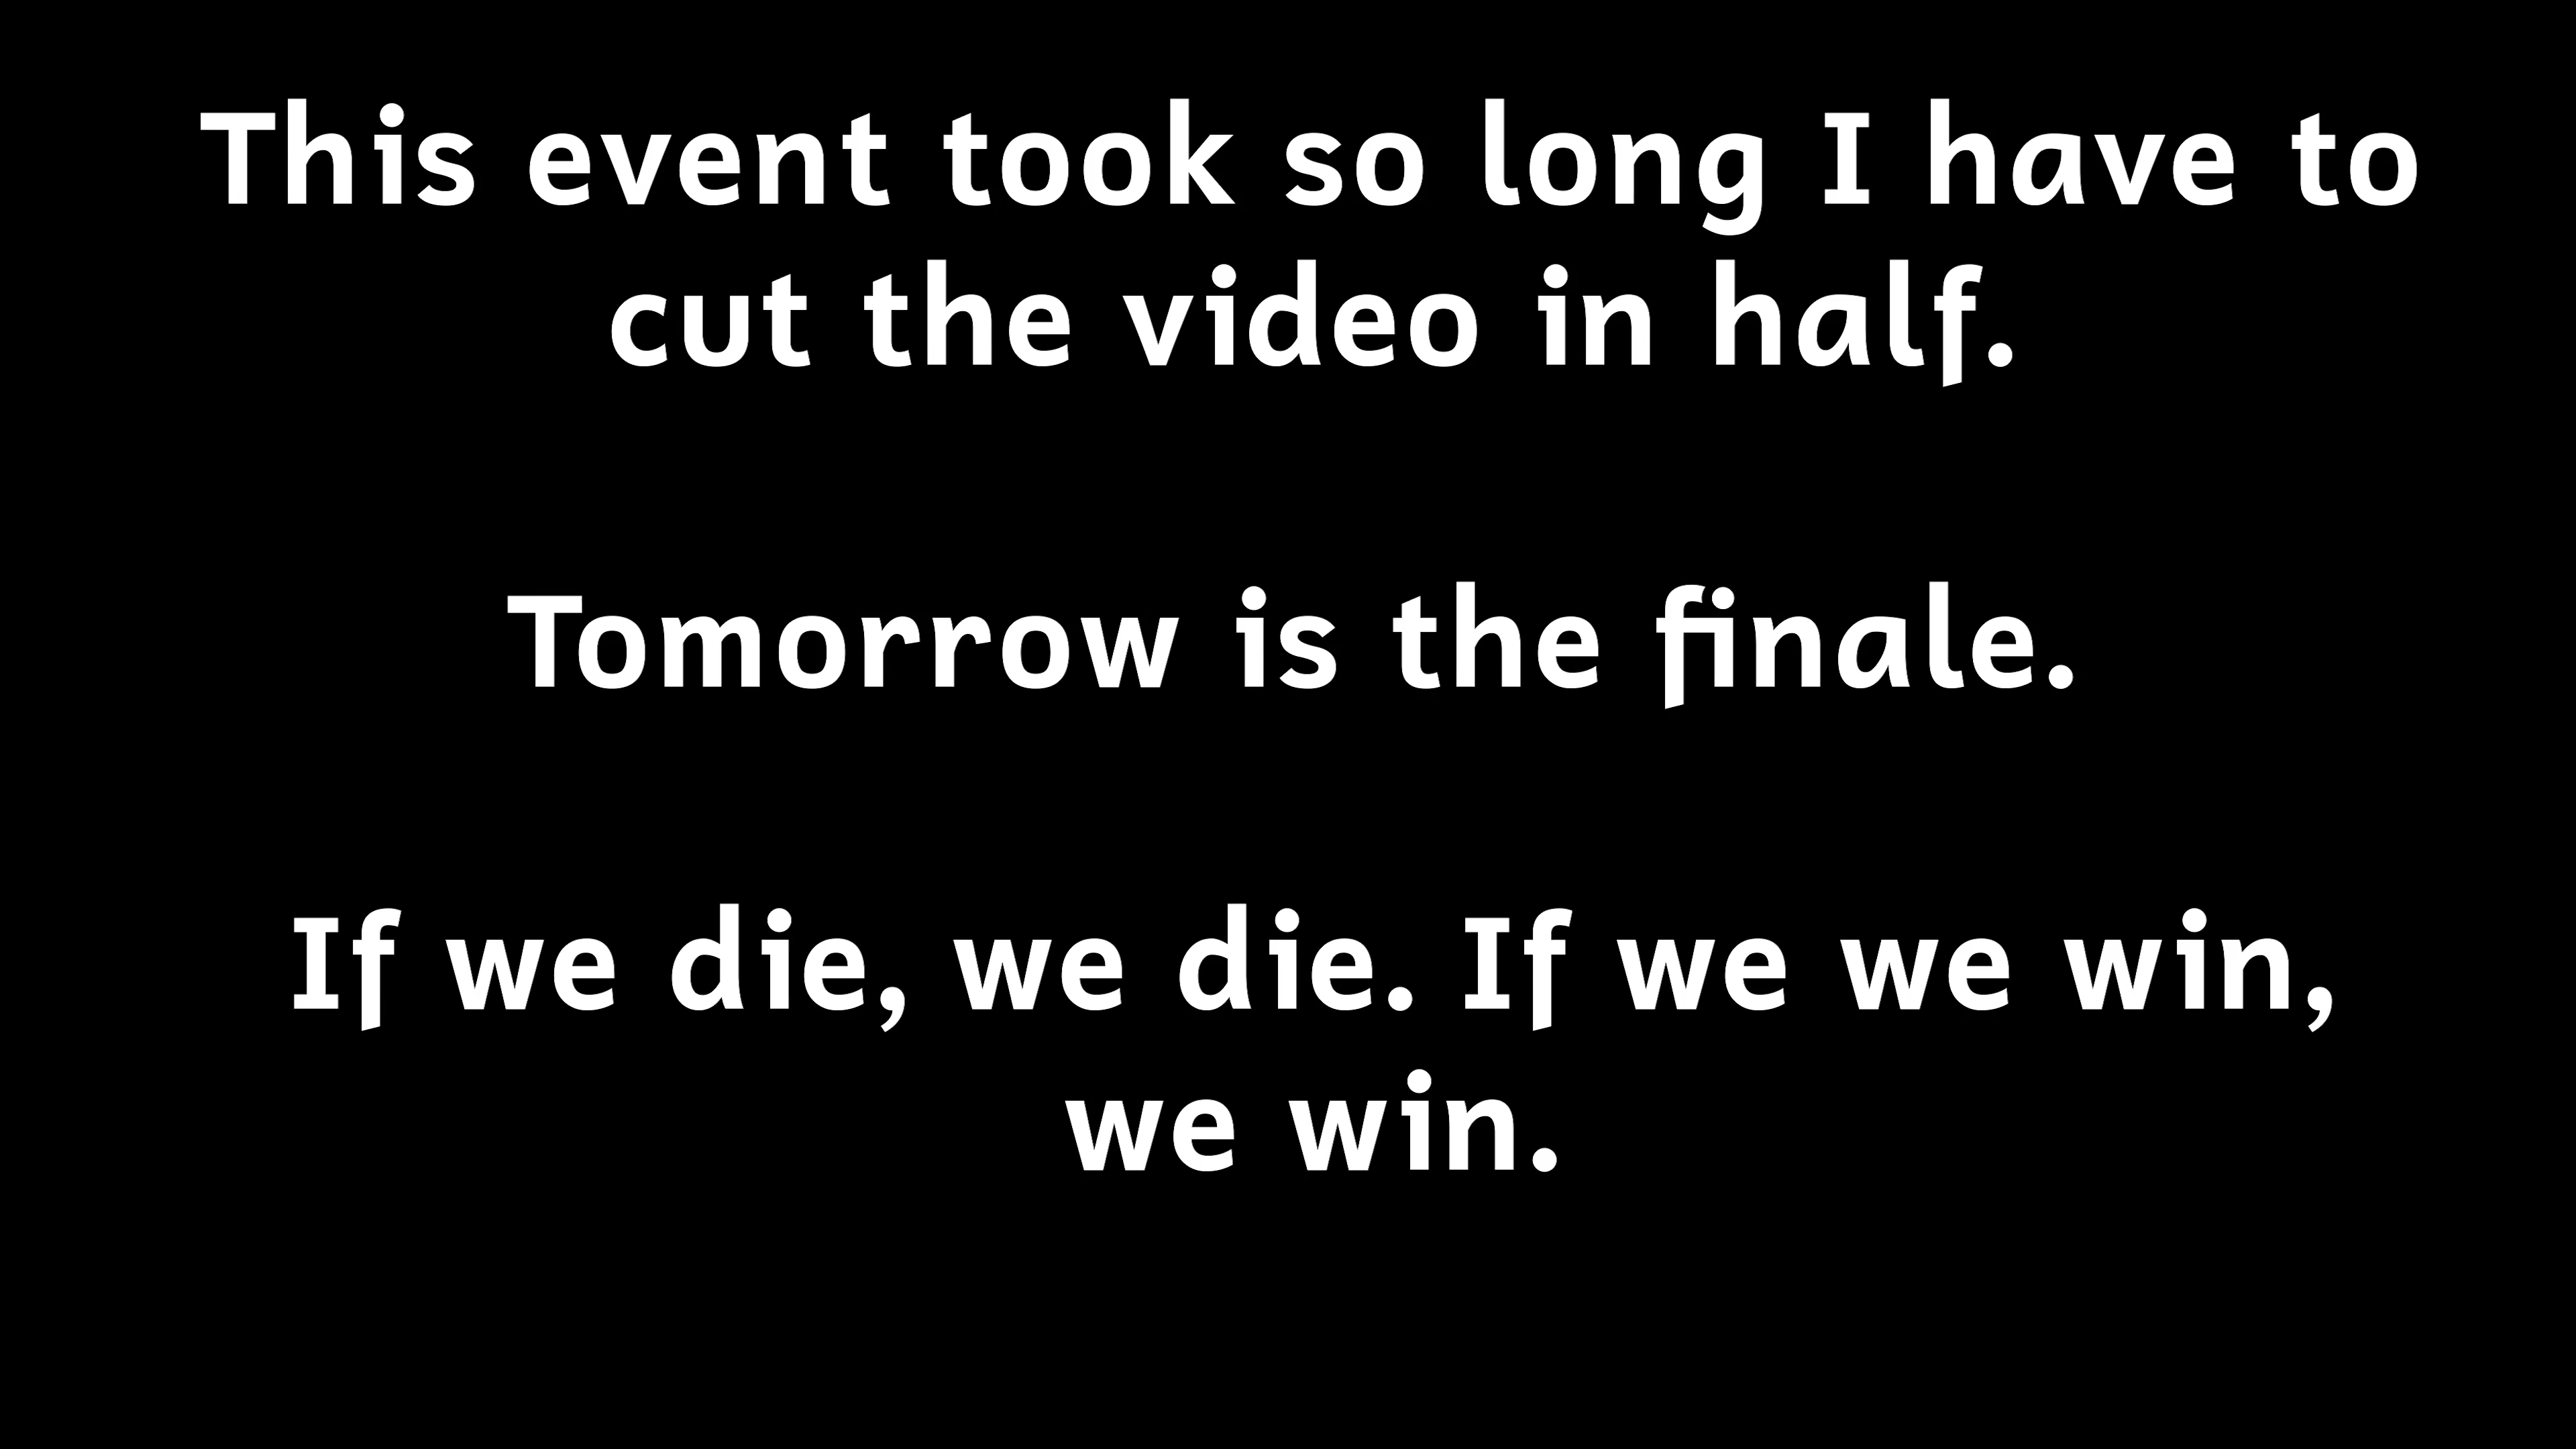 This event took so long I have to
cut the video in half.
Tomorrow is the finale.
If we die, we die. If we we win,
we win.